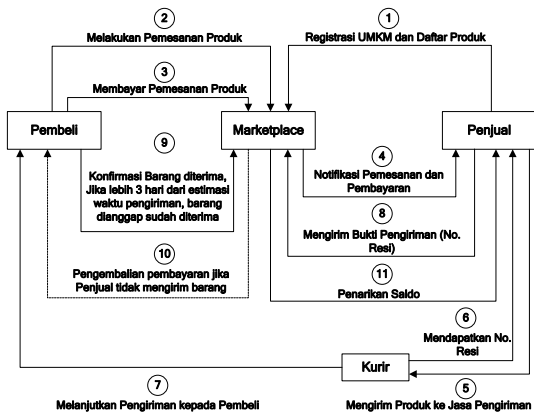 2
Melakukan Pemesanan Produk
1
Registrasi UMKM dan Daftar Produk
3
Membayar Pemesanan Produk
Pembeli
Marketplace
Penjual
9
Konfirmasi Barang diterima,
Jika lebih 3 hari dari estimasi
waktu pengiriman, barang
dianggap sudah diterima
4
Notifikasi Pemesanan dan
Pembayaran
8
Mengirim Bukti Pengiriman (No.
Resi)
10
Pengembalian pembayaran jika
Penjual tidak mengirim barang
11
Penarikan Saldo
6
Mendapatkan No.
Resi
Kurir
7
Melanjutkan Pengiriman kepada Pembeli
5
Mengirim Produk ke Jasa Pengiriman